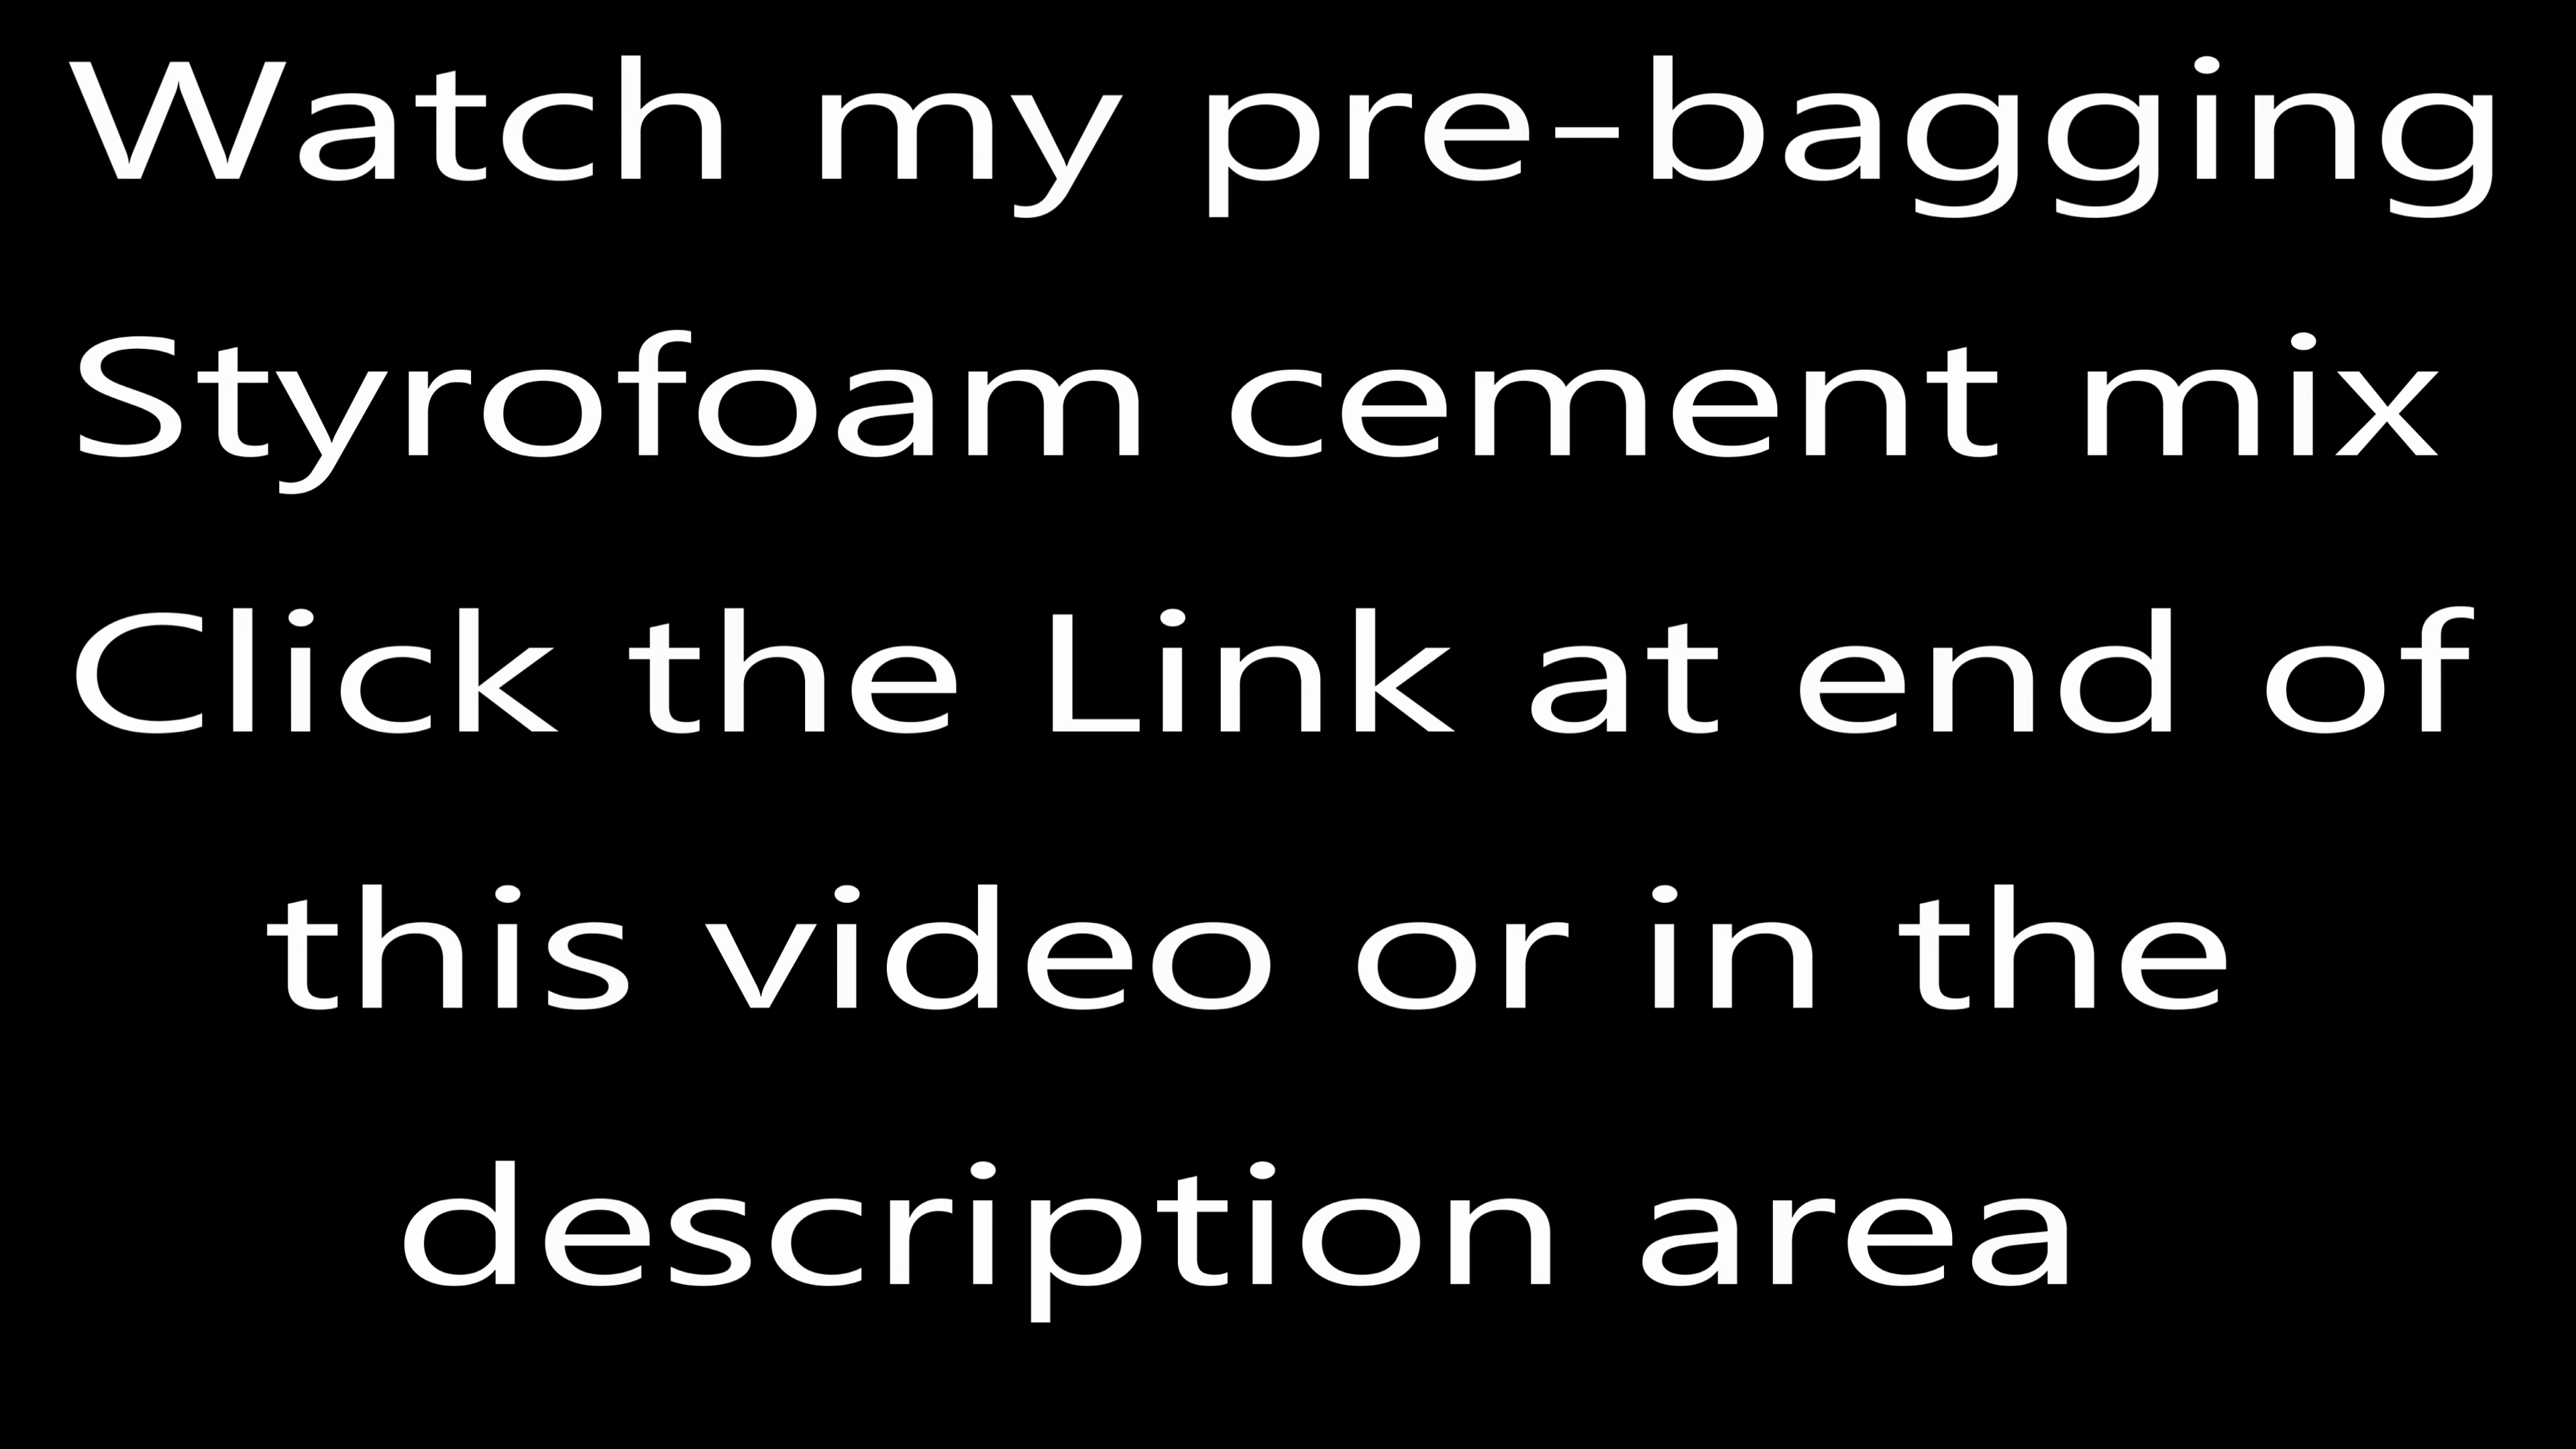 Watch my pre-bagging
Styrofoam cement mix
Click the Link at end of
this video or in the
description area